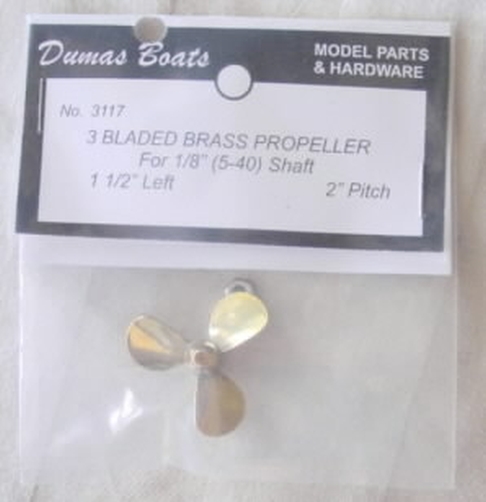 Dumas Boats
MODEL PARTS
& HARDWARE
No. 3117
3 BLADED BRASS PROPELLER
For 1/8" (5-40) Shaft
1 1/2" Left 2" Pitch